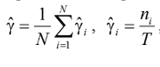 γ̂ = 1/N ∑_{i=1}^{N} γ̂_i , γ̂_i = n_i/T ,